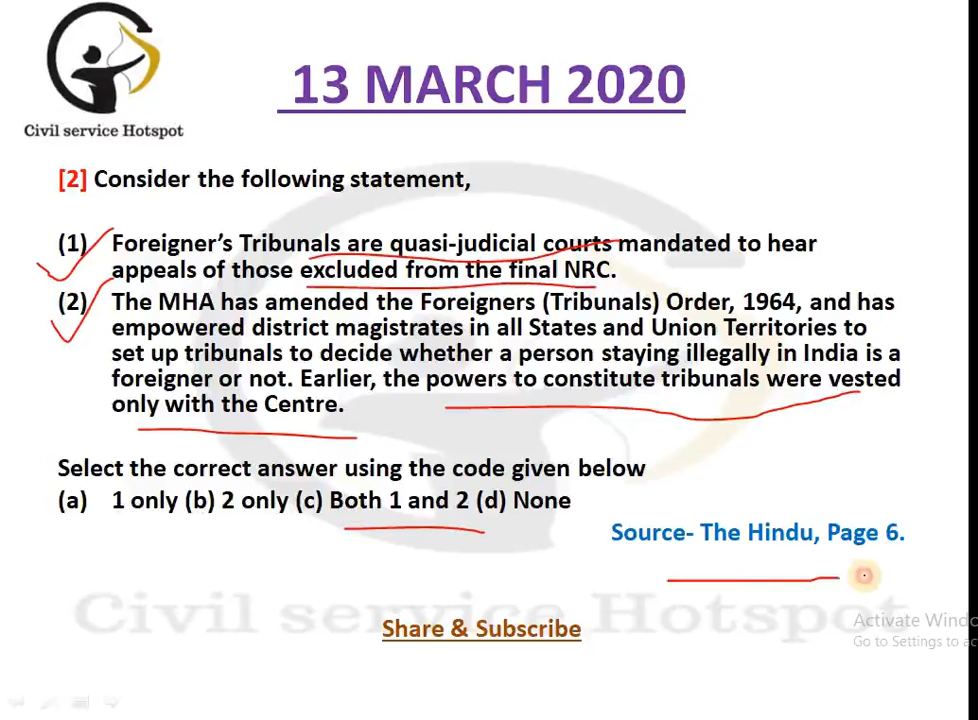 Civil service Hotspot
13 MARCH 2020
[2] Consider the following statement,
(1) Foreigner's Tribunals are quasi-judicial courts mandated to hear
appeals of those excluded from the final NRC.
(2) The MHA has amended the Foreigners (Tribunals) Order, 1964, and has
empowered district magistrates in all States and Union Territories to
set up tribunals to decide whether a person staying illegally in India is a
foreigner or not. Earlier, the powers to constitute tribunals were vested
only with the Centre.
Select the correct answer using the code given below
(a) 1 only (b) 2 only (c) Both 1 and 2 (d) None
Source- The Hindu, Page 6.
Civil service Hotspot
Share & Subscribe
Activate Windo
Go to Settings to ac